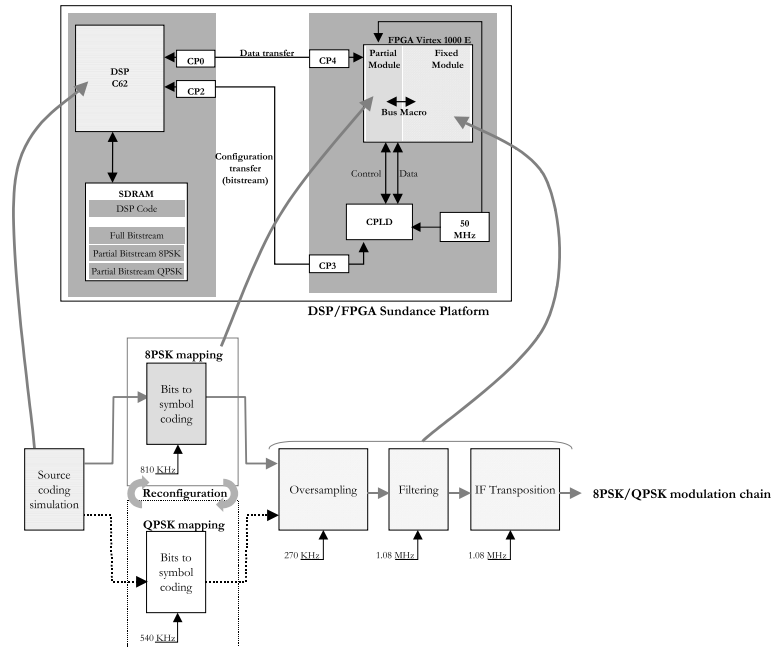 FPGA Virtex 1000 E
DSP
C62
CP0
Data transfer
CP4
Partial
Module
Fixed
Module
CP2
Bus Macro
Configuration
transfer
(bitstream)
Control
Data
SDRAM
DSP Code
Full Bitstream
Partial Bitstream 8PSK
Partial Bitstream QPSK
CPLD
50
MHz
CP3
DSP/FPGA Sundance Platform
8PSK mapping
Bits to
symbol
coding
810 KHz
Source
coding
simulation
Reconfiguration
Oversampling
Filtering
IF Transposition
8PSK/QPSK modulation chain
QPSK mapping
270 KHz
1.08 MHz
1.08 MHz
Bits to
symbol
coding
540 KHz